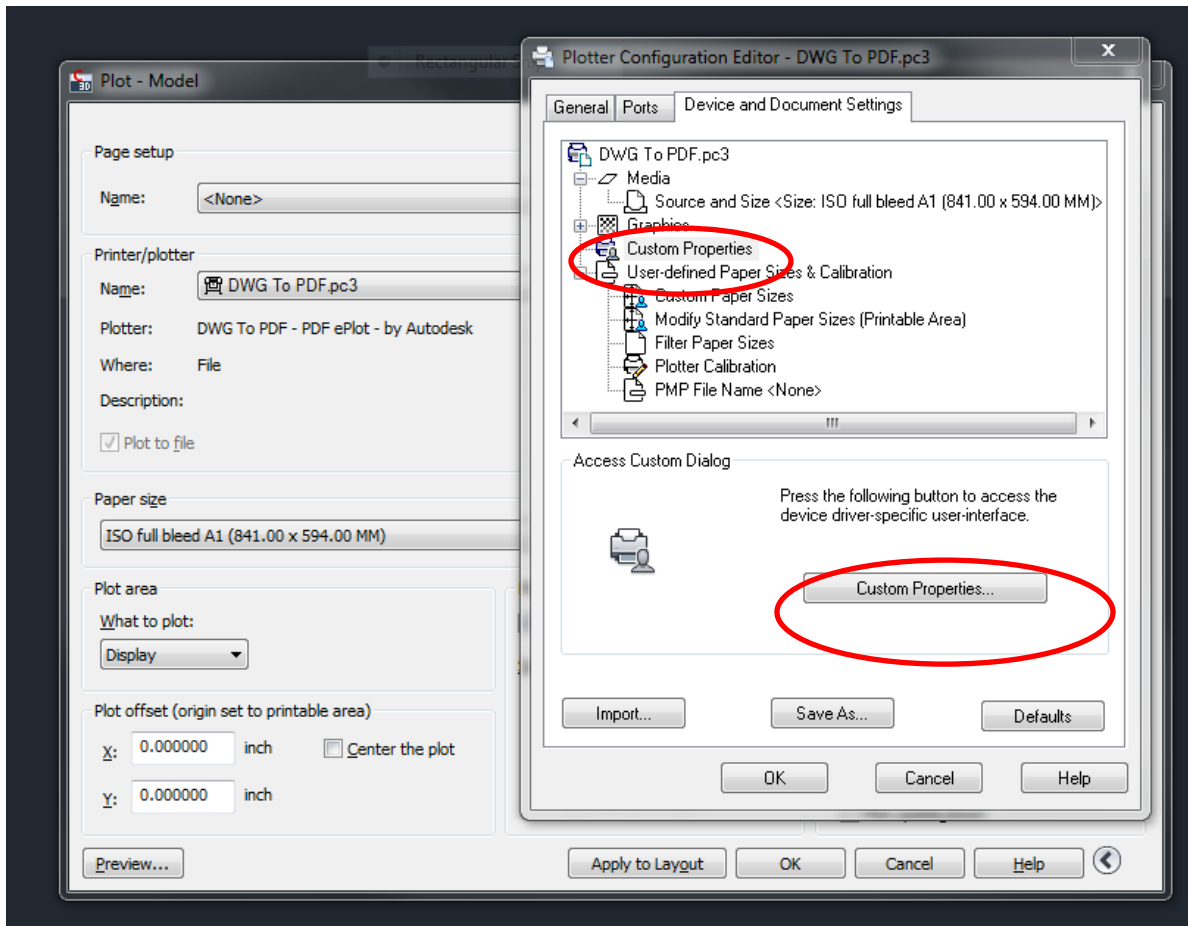 Rectangular
Plot - Model
Page setup
Name:
<None>
Printer/plotter
Name:
DWG To PDF.pc3
Plotter:
DWG To PDF - PDF ePlot - by Autodesk
Where:
File
Description:
Plot to file
Paper size
ISO full bleed A1 (841.00 x 594.00 MM)
Plot area
What to plot:
Display
Plot offset (origin set to printable area)
X:
0.000000
inch
Center the plot
Y:
0.000000
inch
Preview...
Apply to Layout
OK
Cancel
Help
Plotter Configuration Editor - DWG To PDF.pc3
General
Ports
Device and Document Settings
DWG To PDF.pc3
Media
Source and Size <Size: ISO full bleed A1 (841.00 x 594.00 MM)>
Graphics
Custom Properties
User-defined Paper Sizes & Calibration
Custom Paper Sizes
Modify Standard Paper Sizes (Printable Area)
Filter Paper Sizes
Plotter Calibration
PMP File Name <None>
Access Custom Dialog
Press the following button to access the
device driver-specific user-interface.
Custom Properties...
Import...
Save As...
Defaults
OK
Cancel
Help